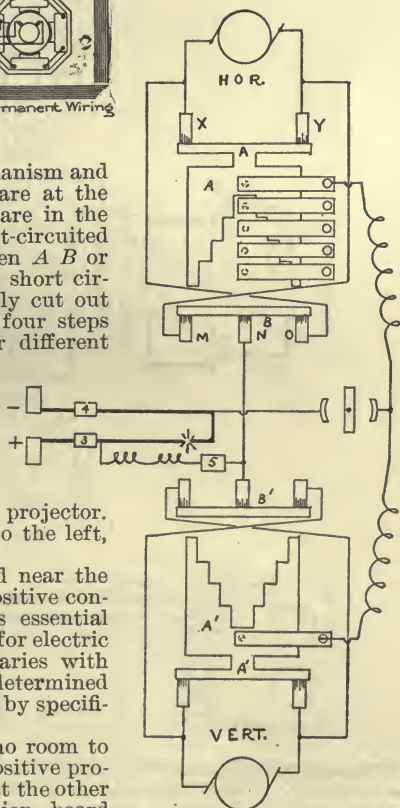 manent Wiring
HOR.
X Y
A
A
B
M N O
anism and
are at the
are in the
t-circuited
en A B or
short cir-
ly cut out
four steps
r different
- 4
+ 3
5
B'
projector.
o the left,
d near the
sitive con-
s essential
for electric
aries with
etermined
by specifi-
A'
A'
VERT.
no room to
ositive pro-
t the other